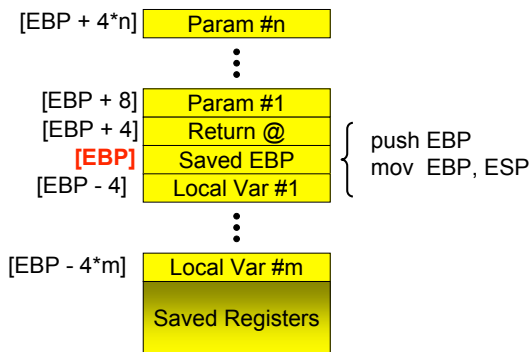 [EBP + 4*n] Param #n
[EBP + 8] Param #1
[EBP + 4] Return @
[EBP] Saved EBP
[EBP - 4] Local Var #1
push EBP
mov EBP, ESP
[EBP - 4*m] Local Var #m
Saved Registers